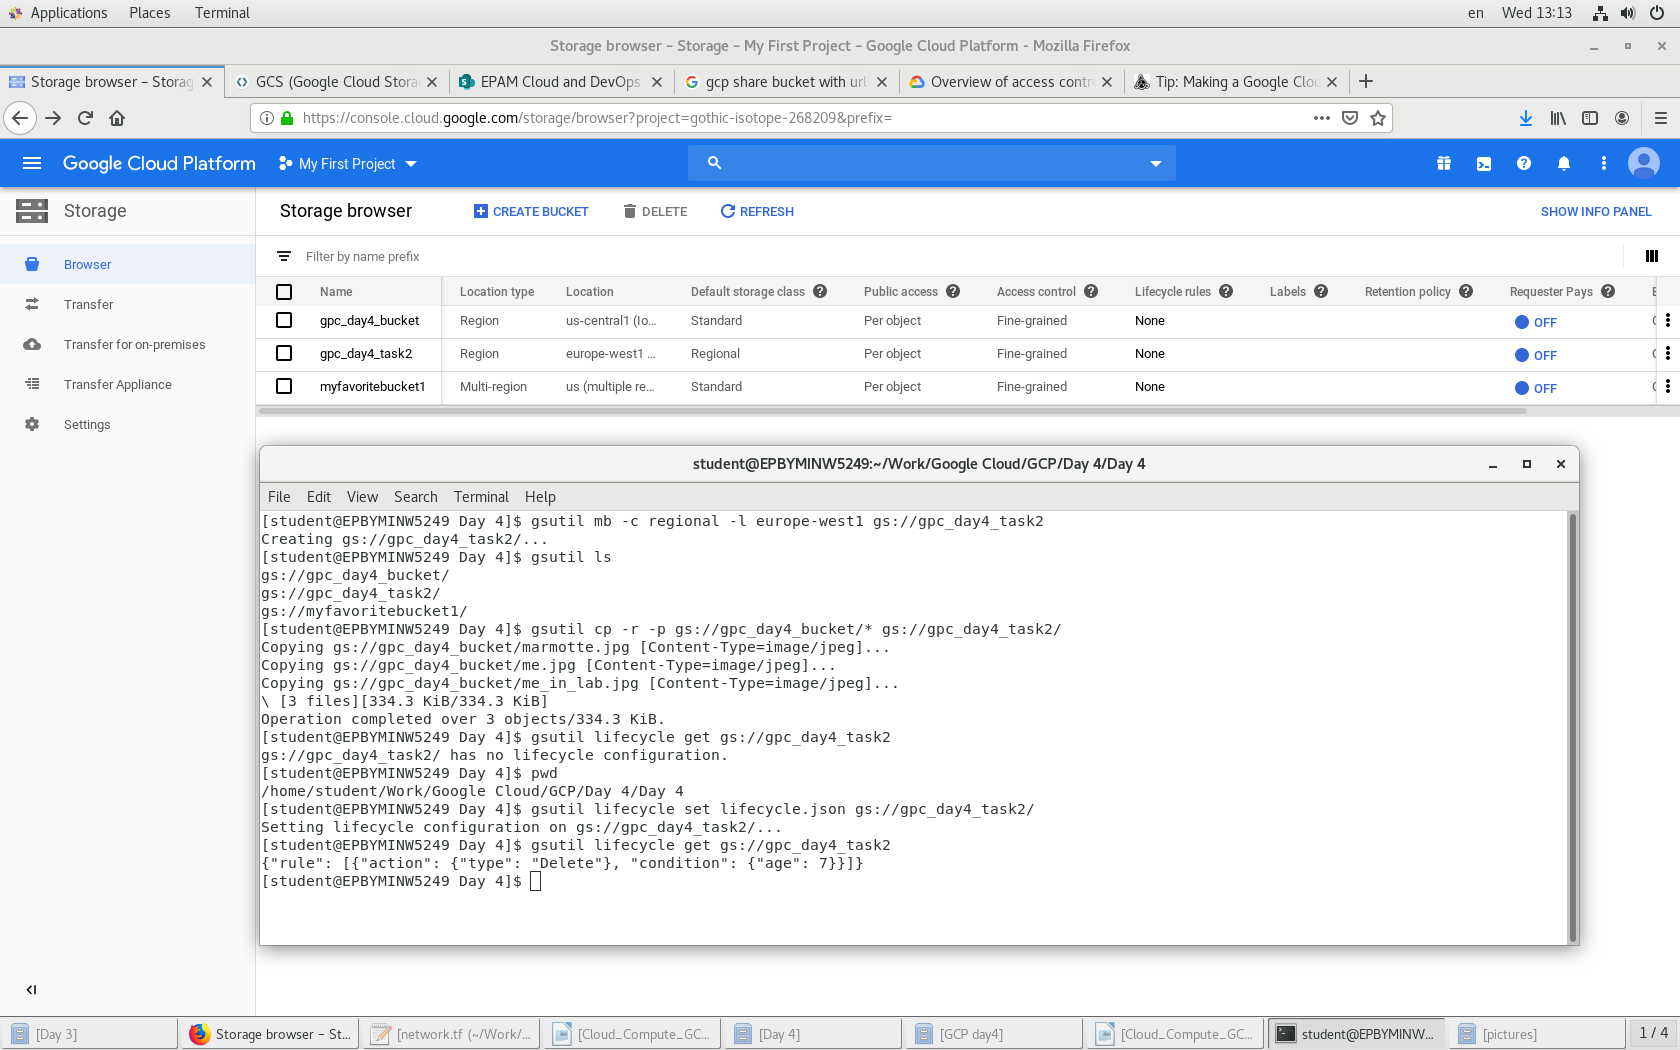 Applications Places Terminal en Wed 13:13
Storage browser – Storage – My First Project – Google Cloud Platform - Mozilla Firefox
Storage browser – Storag GCS (Google Cloud Stora EPAM Cloud and DevOps gcp share bucket with url Overview of access contr Tip: Making a Google Clou
https://console.cloud.google.com/storage/browser?project=gothic-isotope-268209&prefix=
Google Cloud Platform My First Project
Storage Storage browser CREATE BUCKET DELETE REFRESH SHOW INFO PANEL
Browser
Transfer
Transfer for on-premises
Transfer Appliance
Settings
Filter by name prefix
Name Location type Location Default storage class Public access Access control Lifecycle rules Labels Retention policy Requester Pays
gpc_day4_bucket Region us-central1 (Io... Standard Per object Fine-grained None OFF
gpc_day4_task2 Region europe-west1 ... Regional Per object Fine-grained None OFF
myfavoritebucket1 Multi-region us (multiple re... Standard Per object Fine-grained None OFF
student@EPBYMINW5249:~/Work/Google Cloud/GCP/Day 4/Day 4
File Edit View Search Terminal Help
[student@EPBYMINW5249 Day 4]$ gsutil mb -c regional -l europe-west1 gs://gpc_day4_task2
Creating gs://gpc_day4_task2/...
[student@EPBYMINW5249 Day 4]$ gsutil ls
gs://gpc_day4_bucket/
gs://gpc_day4_task2/
gs://myfavoritebucket1/
[student@EPBYMINW5249 Day 4]$ gsutil cp -r -p gs://gpc_day4_bucket/* gs://gpc_day4_task2/
Copying gs://gpc_day4_bucket/marmotte.jpg [Content-Type=image/jpeg]...
Copying gs://gpc_day4_bucket/me.jpg [Content-Type=image/jpeg]...
Copying gs://gpc_day4_bucket/me_in_lab.jpg [Content-Type=image/jpeg]...
\ [3 files][334.3 KiB/334.3 KiB]
Operation completed over 3 objects/334.3 KiB.
[student@EPBYMINW5249 Day 4]$ gsutil lifecycle get gs://gpc_day4_task2
gs://gpc_day4_task2/ has no lifecycle configuration.
[student@EPBYMINW5249 Day 4]$ pwd
/home/student/Work/Google Cloud/GCP/Day 4/Day 4
[student@EPBYMINW5249 Day 4]$ gsutil lifecycle set lifecycle.json gs://gpc_day4_task2/
Setting lifecycle configuration on gs://gpc_day4_task2/...
[student@EPBYMINW5249 Day 4]$ gsutil lifecycle get gs://gpc_day4_task2
{"rule": [{"action": {"type": "Delete"}, "condition": {"age": 7}}]}
[student@EPBYMINW5249 Day 4]$
[Day 3] Storage browser – St... [network.tf (~/Work/... [Cloud_Compute_GC... [Day 4] [GCP day4] [Cloud_Compute_GC... student@EPBYMINW... [pictures] 1 / 4